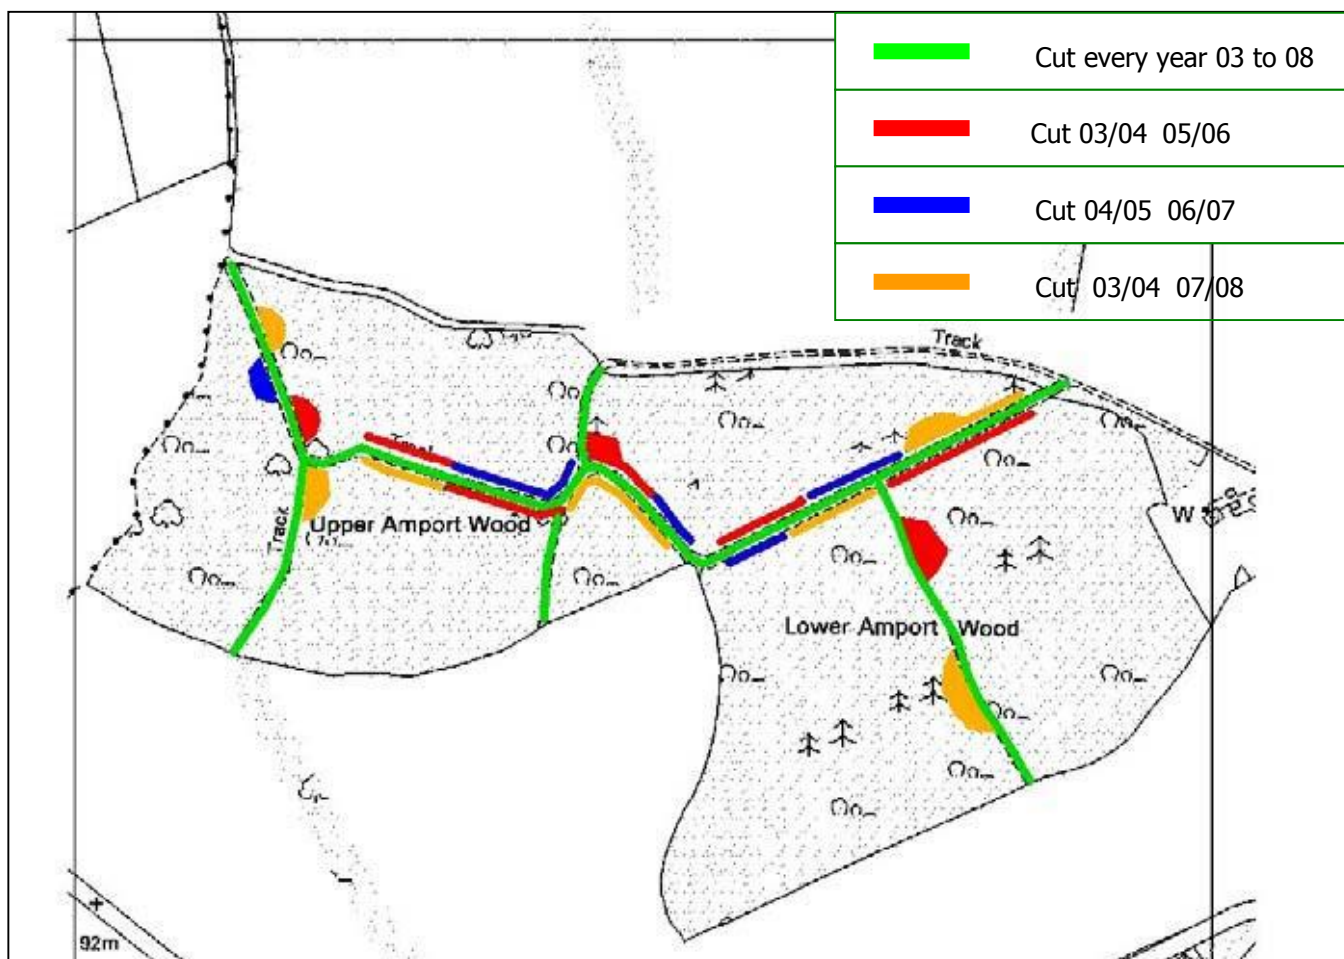 Cut every year 03 to 08
Cut 03/04 05/06
Cut 04/05 06/07
Cut 03/04 07/08
Track
Track
Upper Amport Wood
W
Lower Amport Wood
92m